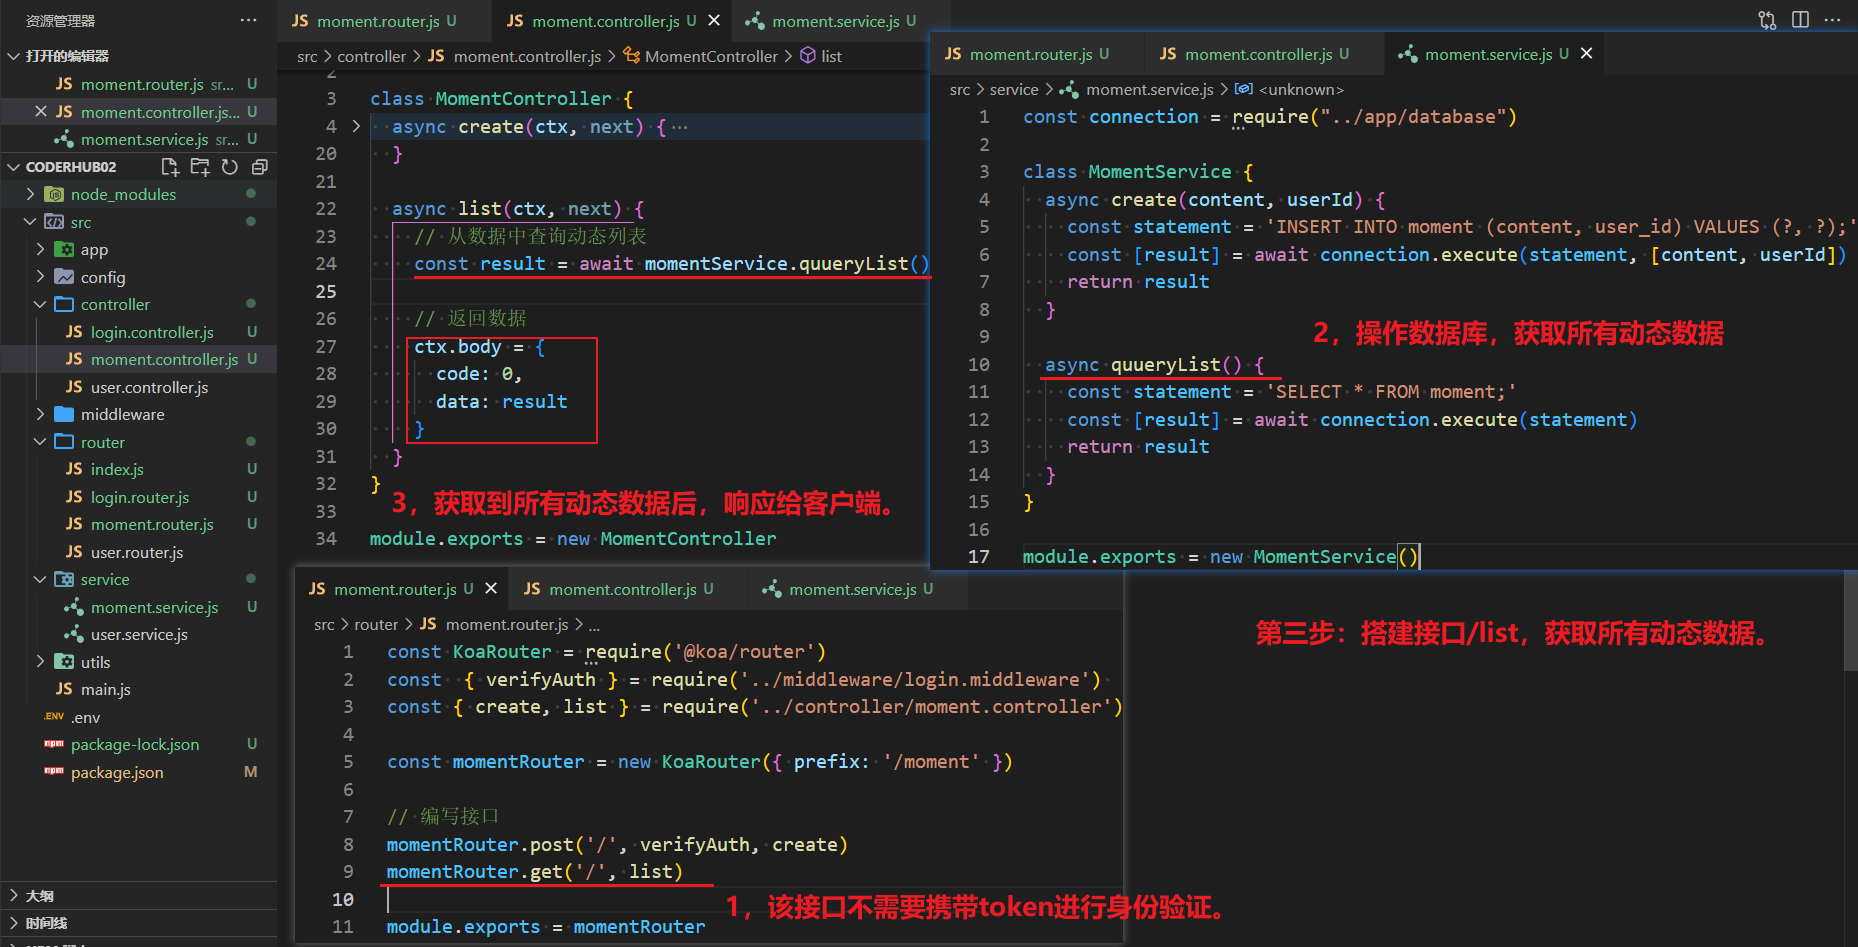 资源管理器
打开的编辑器
JS moment.router.js sr... U
JS moment.controller.js... U
moment.service.js sr... U
CODERHUB02
node_modules
src
app
config
controller
JS login.controller.js U
JS moment.controller.js U
JS user.controller.js
middleware
router
JS index.js U
JS login.router.js U
JS moment.router.js U
JS user.router.js
service
moment.service.js U
user.service.js
utils
JS main.js
.ENV .env
npm package-lock.json U
npm package.json M
大纲
时间线
JS moment.router.js U JS moment.controller.js U moment.service.js U
src > controller > JS moment.controller.js > MomentController > list
2
3 class MomentController {
4 async create(ctx, next) { ...
20 }
21
22 async list(ctx, next) {
23 // 从数据中查询动态列表
24 const result = await momentService.quueryList()
25
26 // 返回数据
27 ctx.body = {
28 code: 0,
29 data: result
30 }
31 }
32 }
33
34 module.exports = new MomentController
3，获取到所有动态数据后，响应给客户端。
JS moment.router.js U JS moment.controller.js U moment.service.js U
src > service > moment.service.js > <unknown>
1 const connection = require("../app/database")
2
3 class MomentService {
4 async create(content, userId) {
5 const statement = 'INSERT INTO moment (content, user_id) VALUES (?, ?);'
6 const [result] = await connection.execute(statement, [content, userId])
7 return result
8 }
9
10 async quueryList() {
11 const statement = 'SELECT * FROM moment;'
12 const [result] = await connection.execute(statement)
13 return result
14 }
15 }
16
17 module.exports = new MomentService()
2，操作数据库，获取所有动态数据
JS moment.router.js U JS moment.controller.js U moment.service.js U
src > router > JS moment.router.js > ...
1 const KoaRouter = require('@koa/router')
2 const { verifyAuth } = require('../middleware/login.middleware')
3 const { create, list } = require('../controller/moment.controller')
4
5 const momentRouter = new KoaRouter({ prefix: '/moment' })
6
7 // 编写接口
8 momentRouter.post('/', verifyAuth, create)
9 momentRouter.get('/', list)
10
11 module.exports = momentRouter
1，该接口不需要携带token进行身份验证。
第三步：搭建接口/list，获取所有动态数据。